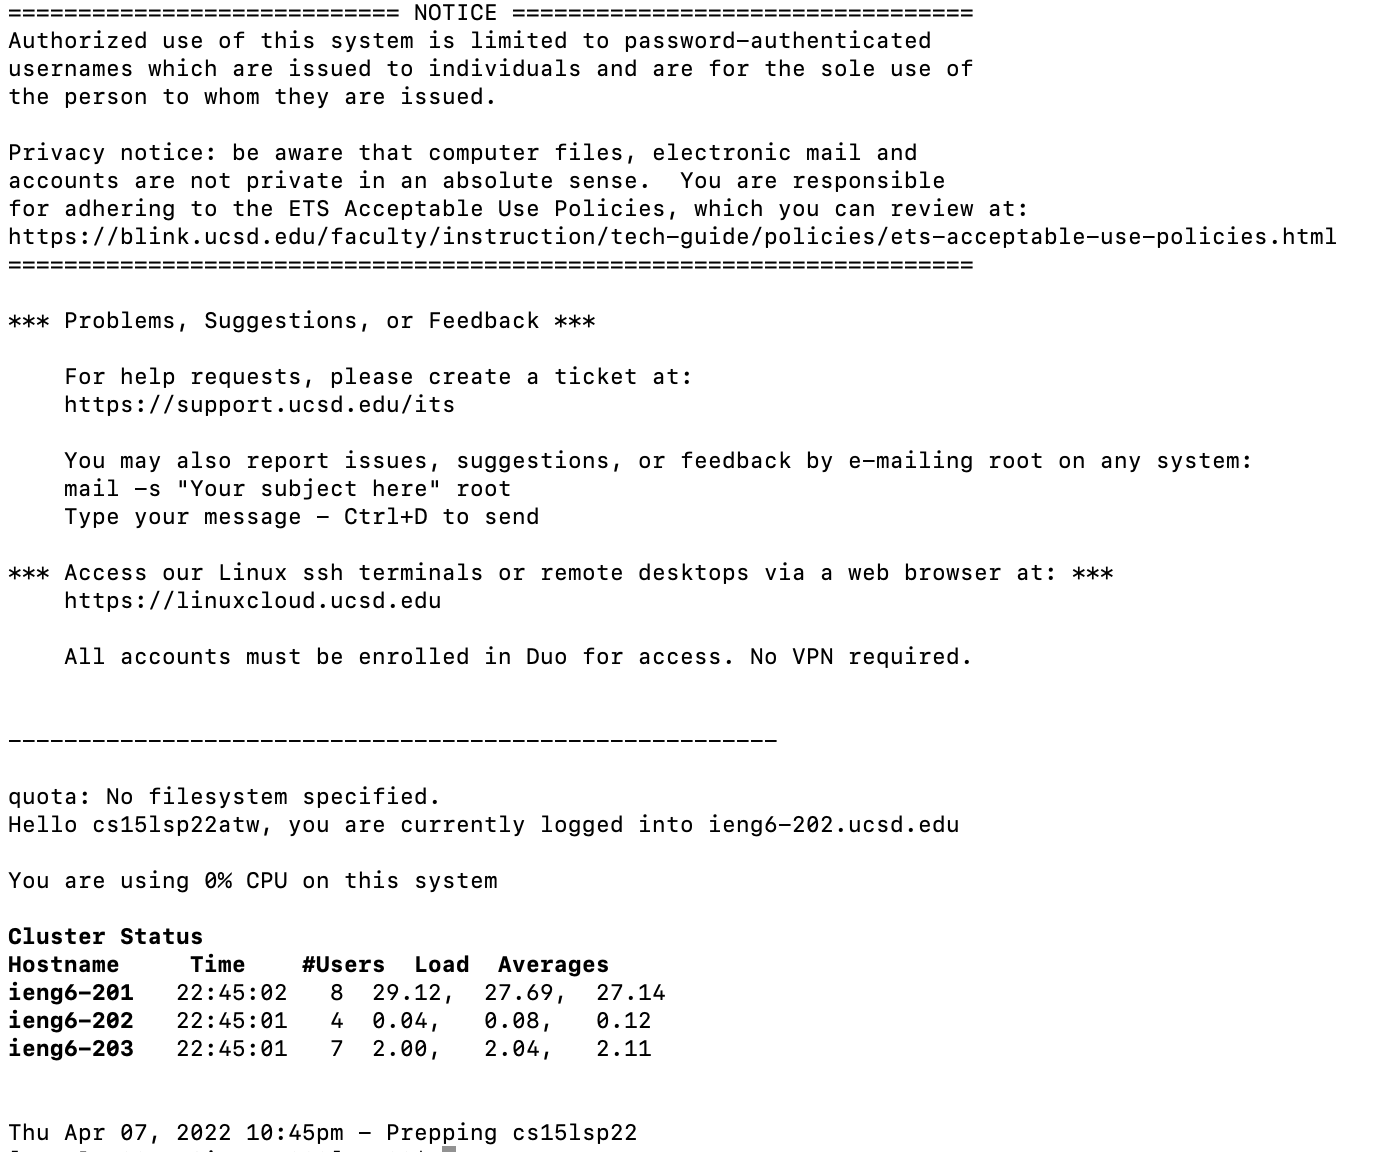 ============================ NOTICE =================================
Authorized use of this system is limited to password-authenticated
usernames which are issued to individuals and are for the sole use of
the person to whom they are issued.
Privacy notice: be aware that computer files, electronic mail and
accounts are not private in an absolute sense.  You are responsible
for adhering to the ETS Acceptable Use Policies, which you can review at:
https://blink.ucsd.edu/faculty/instruction/tech-guide/policies/ets-acceptable-use-policies.html
=====================================================================
*** Problems, Suggestions, or Feedback ***
For help requests, please create a ticket at:
https://support.ucsd.edu/its
You may also report issues, suggestions, or feedback by e-mailing root on any system:
mail -s "Your subject here" root
Type your message - Ctrl+D to send
*** Access our Linux ssh terminals or remote desktops via a web browser at: ***
https://linuxcloud.ucsd.edu
All accounts must be enrolled in Duo for access. No VPN required.
-------------------------------------------------------
quota: No filesystem specified.
Hello cs15lsp22atw, you are currently logged into ieng6-202.ucsd.edu
You are using 0% CPU on this system
Cluster Status
Hostname     Time    #Users  Load  Averages
ieng6-201   22:45:02   8  29.12,  27.69,  27.14
ieng6-202   22:45:01   4  0.04,   0.08,   0.12
ieng6-203   22:45:01   7  2.00,   2.04,   2.11
Thu Apr 07, 2022 10:45pm - Prepping cs15lsp22